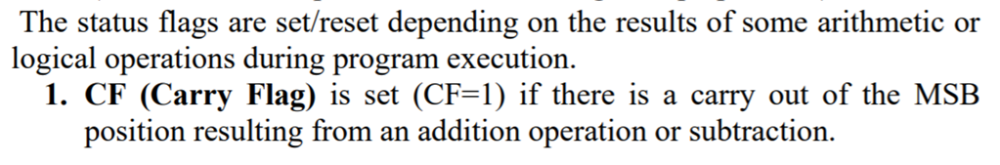 The status flags are set/reset depending on the results of some arithmetic or
logical operations during program execution.
1. CF (Carry Flag) is set (CF=1) if there is a carry out of the MSB
position resulting from an addition operation or subtraction.